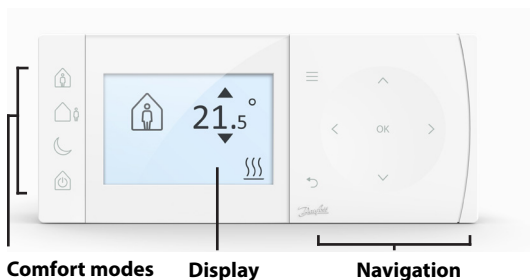 21.5°
OK
Danfoss
Comfort modes
Display
Navigation